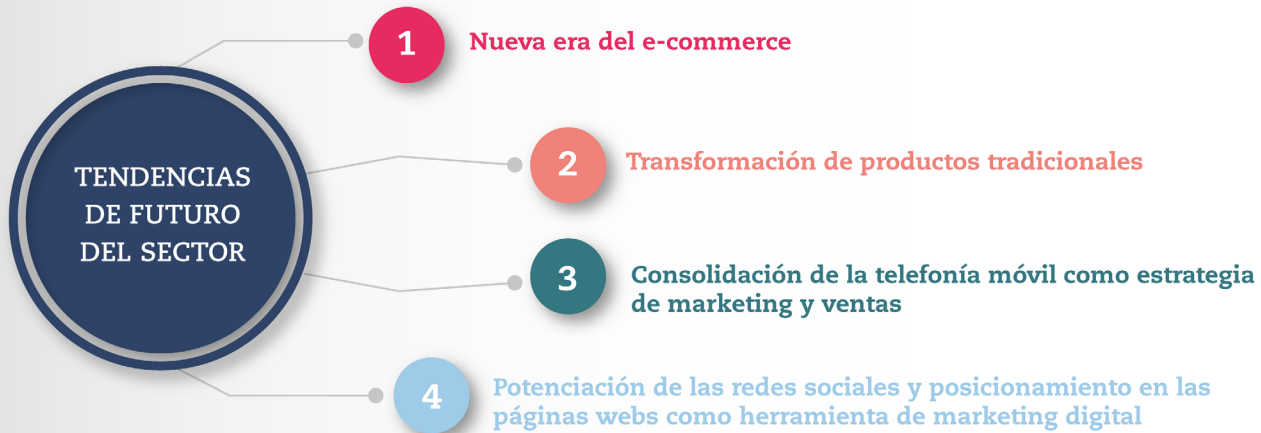 TENDENCIAS
DE FUTURO
DEL SECTOR
1
Nueva era del e-commerce
2
Transformación de productos tradicionales
3
Consolidación de la telefonía móvil como estrategia
de marketing y ventas
4
Potenciación de las redes sociales y posicionamiento en las
páginas webs como herramienta de marketing digital